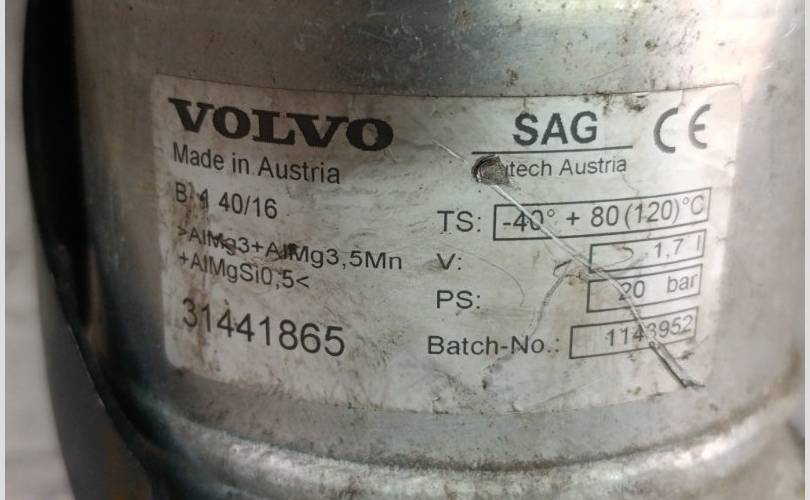 VOLVO
Made in Austria
40/16
>AlMg3+AlMg3,5Mn
+AlMgSi0,5<
31441865
SAG CE
Austria
TS: -40° + 80(120)°C
V: 1,7 l
PS: 20 bar
Batch-No.: 1143952